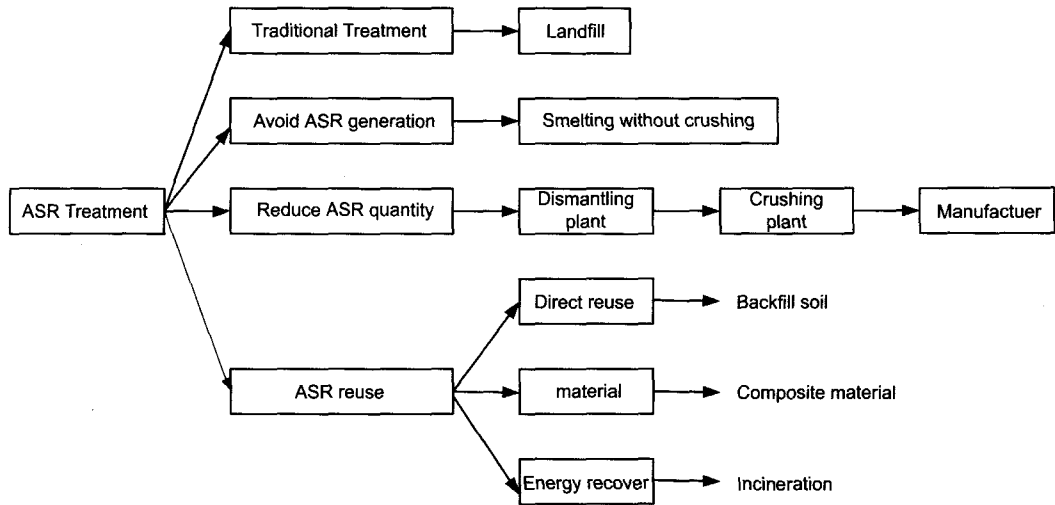 Traditional Treatment
Landfill
Avoid ASR generation
Smelting without crushing
ASR Treatment
Reduce ASR quantity
Dismantling
plant
Crushing
plant
Manufactuer
Direct reuse
Backfill soil
ASR reuse
material
Composite material
Energy recover
Incineration